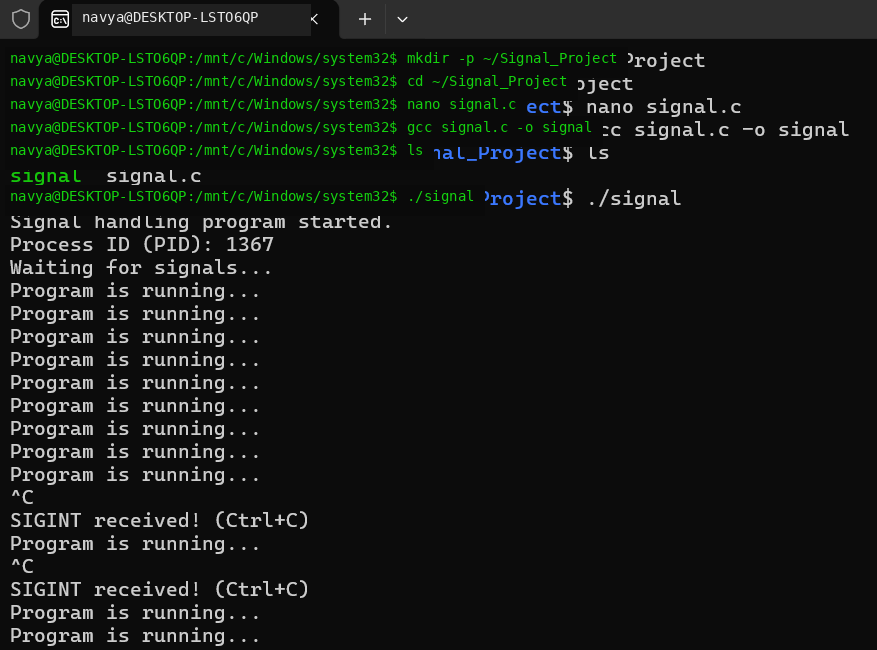 navya@DESKTOP-LSTO6QP
navya@DESKTOP-LSTO6QP:/mnt/c/Windows/system32$ mkdir -p ~/Signal_Project Project
navya@DESKTOP-LSTO6QP:/mnt/c/Windows/system32$ cd ~/Signal_Project oject
navya@DESKTOP-LSTO6QP:/mnt/c/Windows/system32$ nano signal.c ect$ nano signal.c
navya@DESKTOP-LSTO6QP:/mnt/c/Windows/system32$ gcc signal.c -o signal cc signal.c -o signal
navya@DESKTOP-LSTO6QP:/mnt/c/Windows/system32$ ls nal_Project$ ls
signal signal.c
navya@DESKTOP-LSTO6QP:/mnt/c/Windows/system32$ ./signal Project$ ./signal
Signal handling program started.
Process ID (PID): 1367
Waiting for signals...
Program is running...
Program is running...
Program is running...
Program is running...
Program is running...
Program is running...
Program is running...
Program is running...
Program is running...
^C
SIGINT received! (Ctrl+C)
Program is running...
^C
SIGINT received! (Ctrl+C)
Program is running...
Program is running...